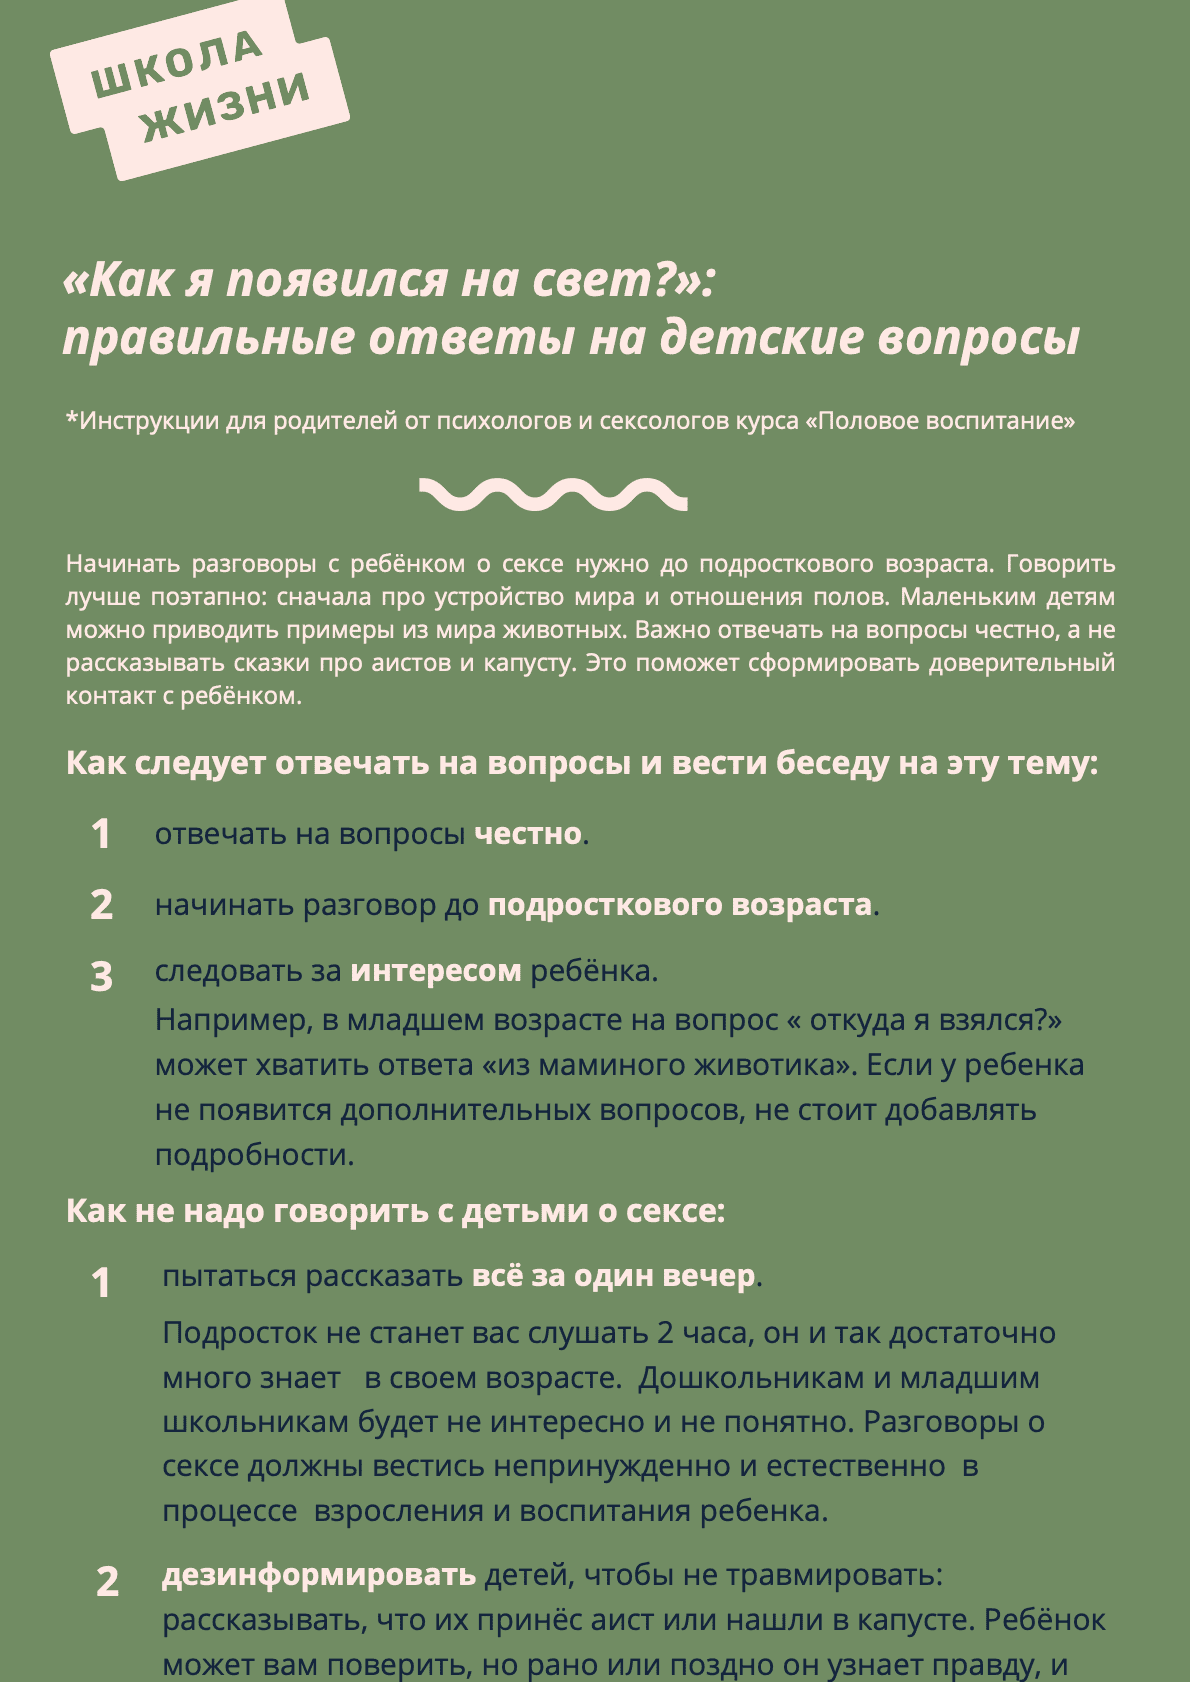 ШКОЛА
ЖИЗНИ
«Как я появился на свет?»:
правильные ответы на детские вопросы
*Инструкции для родителей от психологов и сексологов курса «Половое воспитание»
Начинать разговоры с ребёнком о сексе нужно до подросткового возраста. Говорить
лучше поэтапно: сначала про устройство мира и отношения полов. Маленьким детям
можно приводить примеры из мира животных. Важно отвечать на вопросы честно, а не
рассказывать сказки про аистов и капусту. Это поможет сформировать доверительный
контакт с ребёнком.
Как следует отвечать на вопросы и вести беседу на эту тему:
1 отвечать на вопросы честно.
2 начинать разговор до подросткового возраста.
3 следовать за интересом ребёнка.
Например, в младшем возрасте на вопрос « откуда я взялся?»
может хватить ответа «из маминого животика». Если у ребенка
не появится дополнительных вопросов, не стоит добавлять
подробности.
Как не надо говорить с детьми о сексе:
1 пытаться рассказать всё за один вечер.
Подросток не станет вас слушать 2 часа, он и так достаточно
много знает   в своем возрасте.  Дошкольникам и младшим
школьникам будет не интересно и не понятно. Разговоры о
сексе должны вестись непринужденно и естественно  в
процессе  взросления и воспитания ребенка.
2 дезинформировать детей, чтобы не травмировать:
рассказывать, что их принёс аист или нашли в капусте. Ребёнок
может вам поверить, но рано или поздно он узнает правду, и